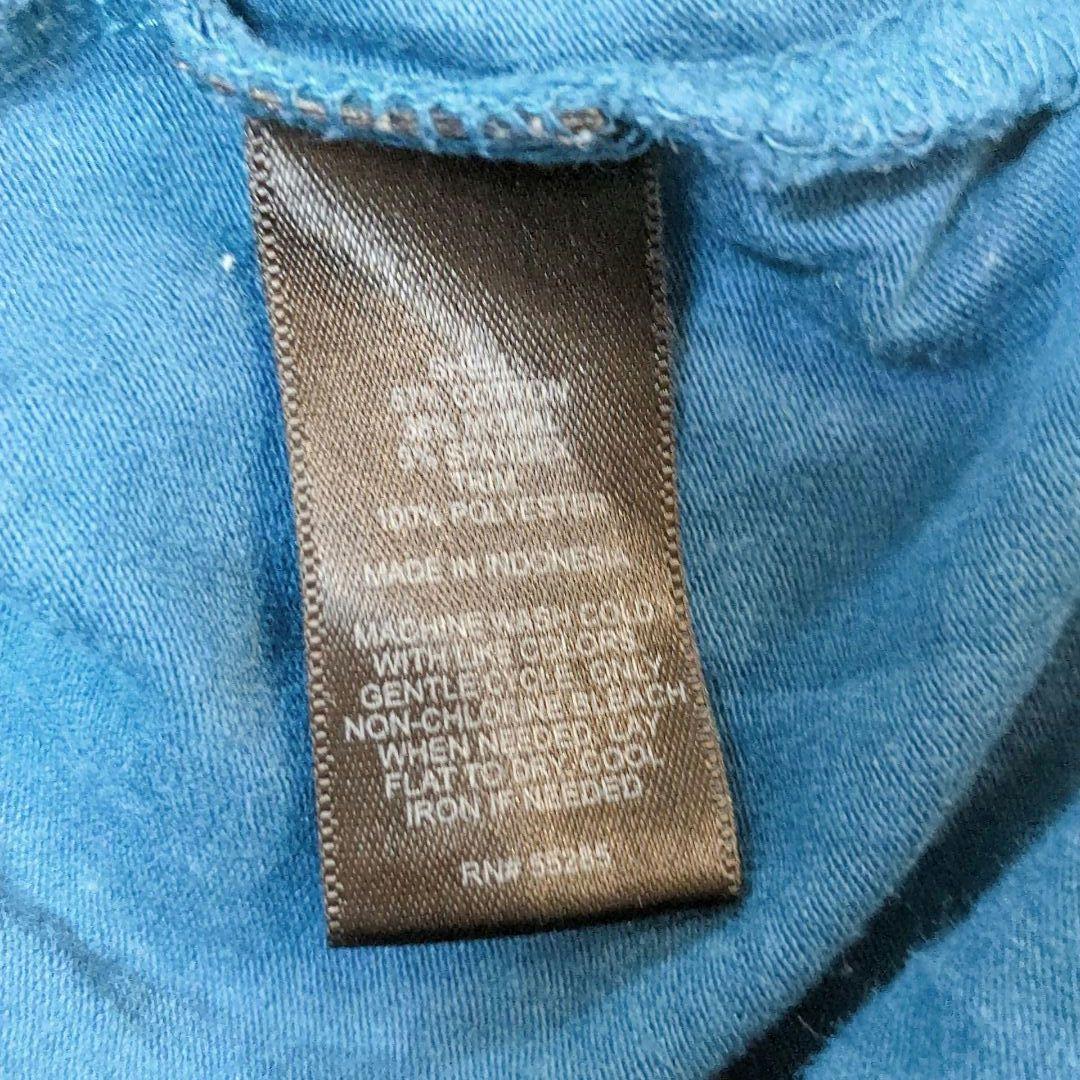 TRIM
100% POLYESTER
MADE IN INDONESIA
MACHINE WASH COLD
WITH LIKE COLORS
GENTLE CYCLE ONLY
NON-CHLORINE BLEACH
WHEN NEEDED, LAY
FLAT TO DRY, COOL
IRON IF NEEDED
RN# 55285